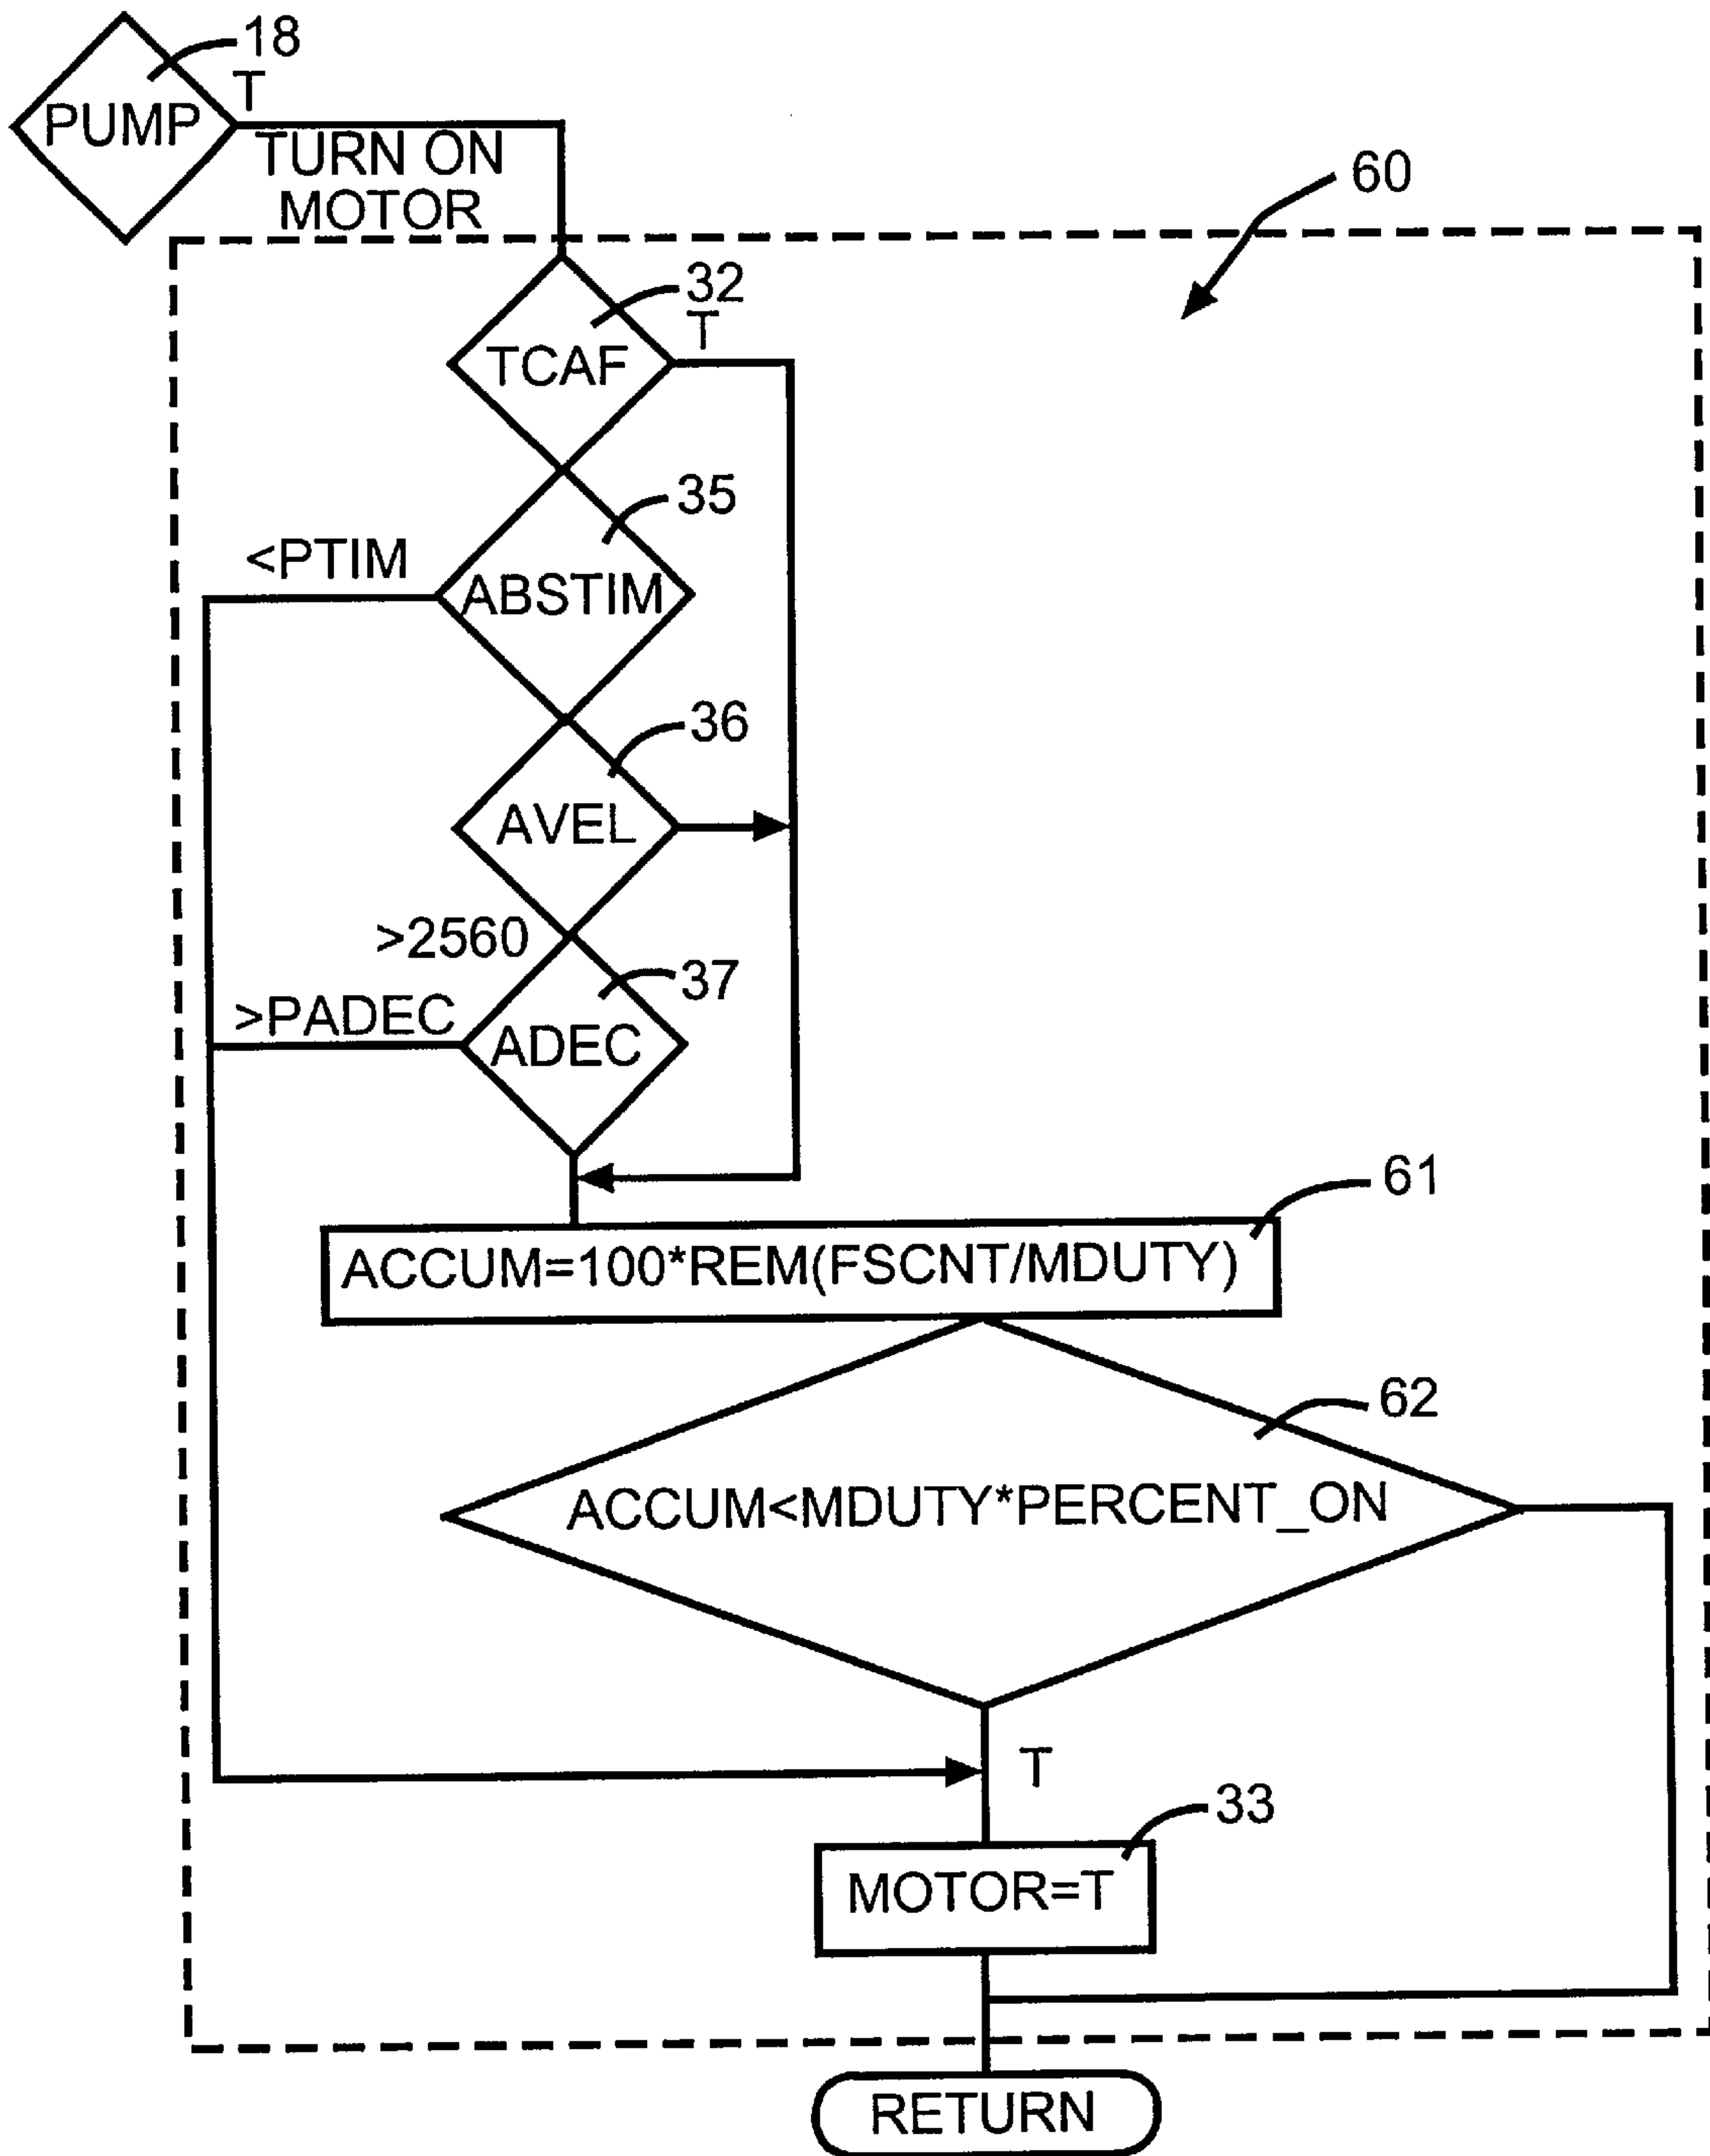 18
T
PUMP
TURN ON
MOTOR
60
32
T
TCAF
35
<PTIM
ABSTIM
36
AVEL
>2560
37
>PADEC
ADEC
61
ACCUM=100*REM(FSCNT/MDUTY)
62
ACCUM<MDUTY*PERCENT_ON
T
33
MOTOR=T
RETURN